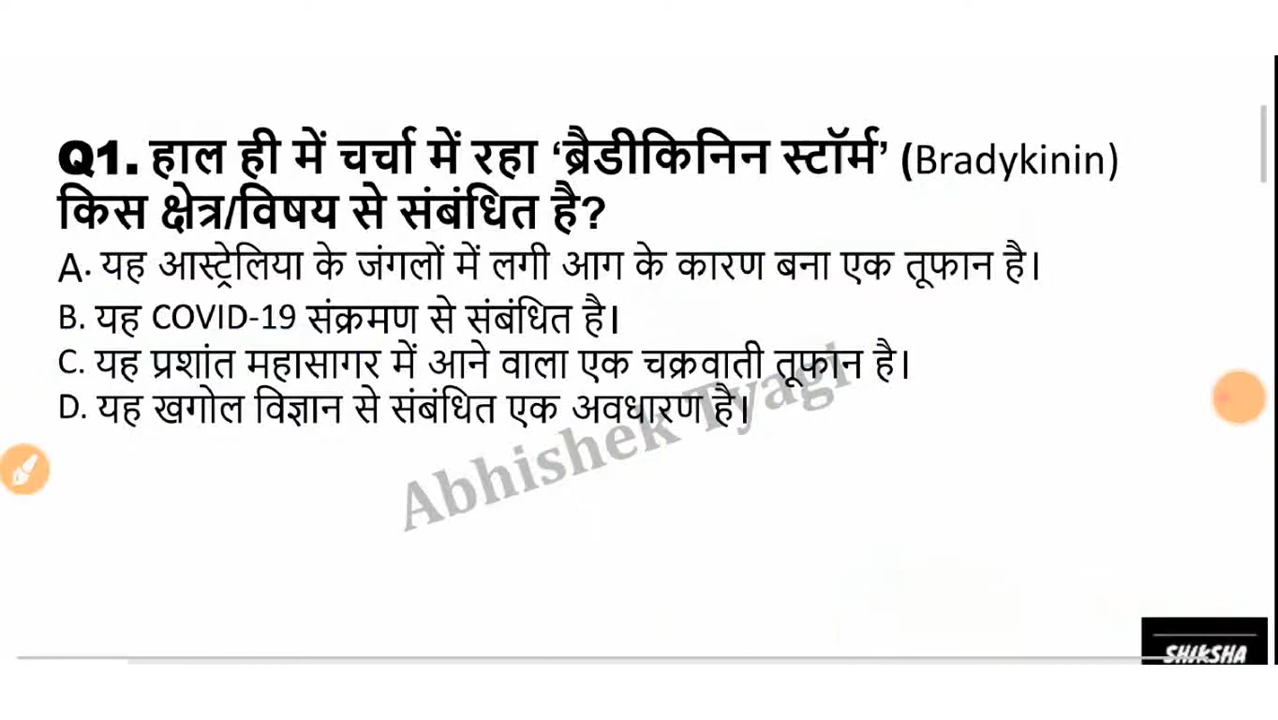 Q1. हाल ही में चर्चा में रहा ‘ब्रैडीकिनिन स्टॉर्म’ (Bradykinin)
किस क्षेत्र/विषय से संबंधित है?
A. यह आस्ट्रेलिया के जंगलों में लगी आग के कारण बना एक तूफान है।
B. यह COVID-19 संक्रमण से संबंधित है।
C. यह प्रशांत महासागर में आने वाला एक चक्रवाती तूफान है।
D. यह खगोल विज्ञान से संबंधित एक अवधारण है।
Abhishek Tyagi
SHIKSHA